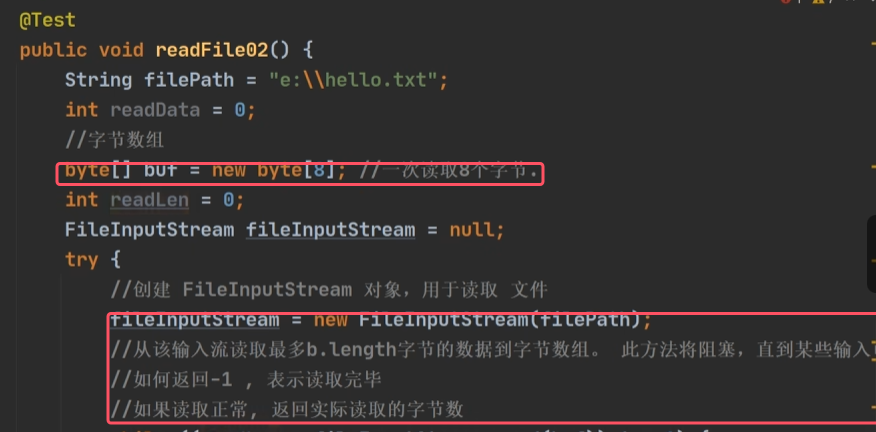 @Test
public void readFile02() {
String filePath = "e:\\hello.txt";
int readData = 0;
//字节数组
byte[] buf = new byte[8]; //一次读取8个字节.
int readLen = 0;
FileInputStream fileInputStream = null;
try {
//创建 FileInputStream 对象，用于读取 文件
fileInputStream = new FileInputStream(filePath);
//从该输入流读取最多b.length字节的数据到字节数组。 此方法将阻塞，直到某些输入
//如何返回-1 , 表示读取完毕
//如果读取正常, 返回实际读取的字节数